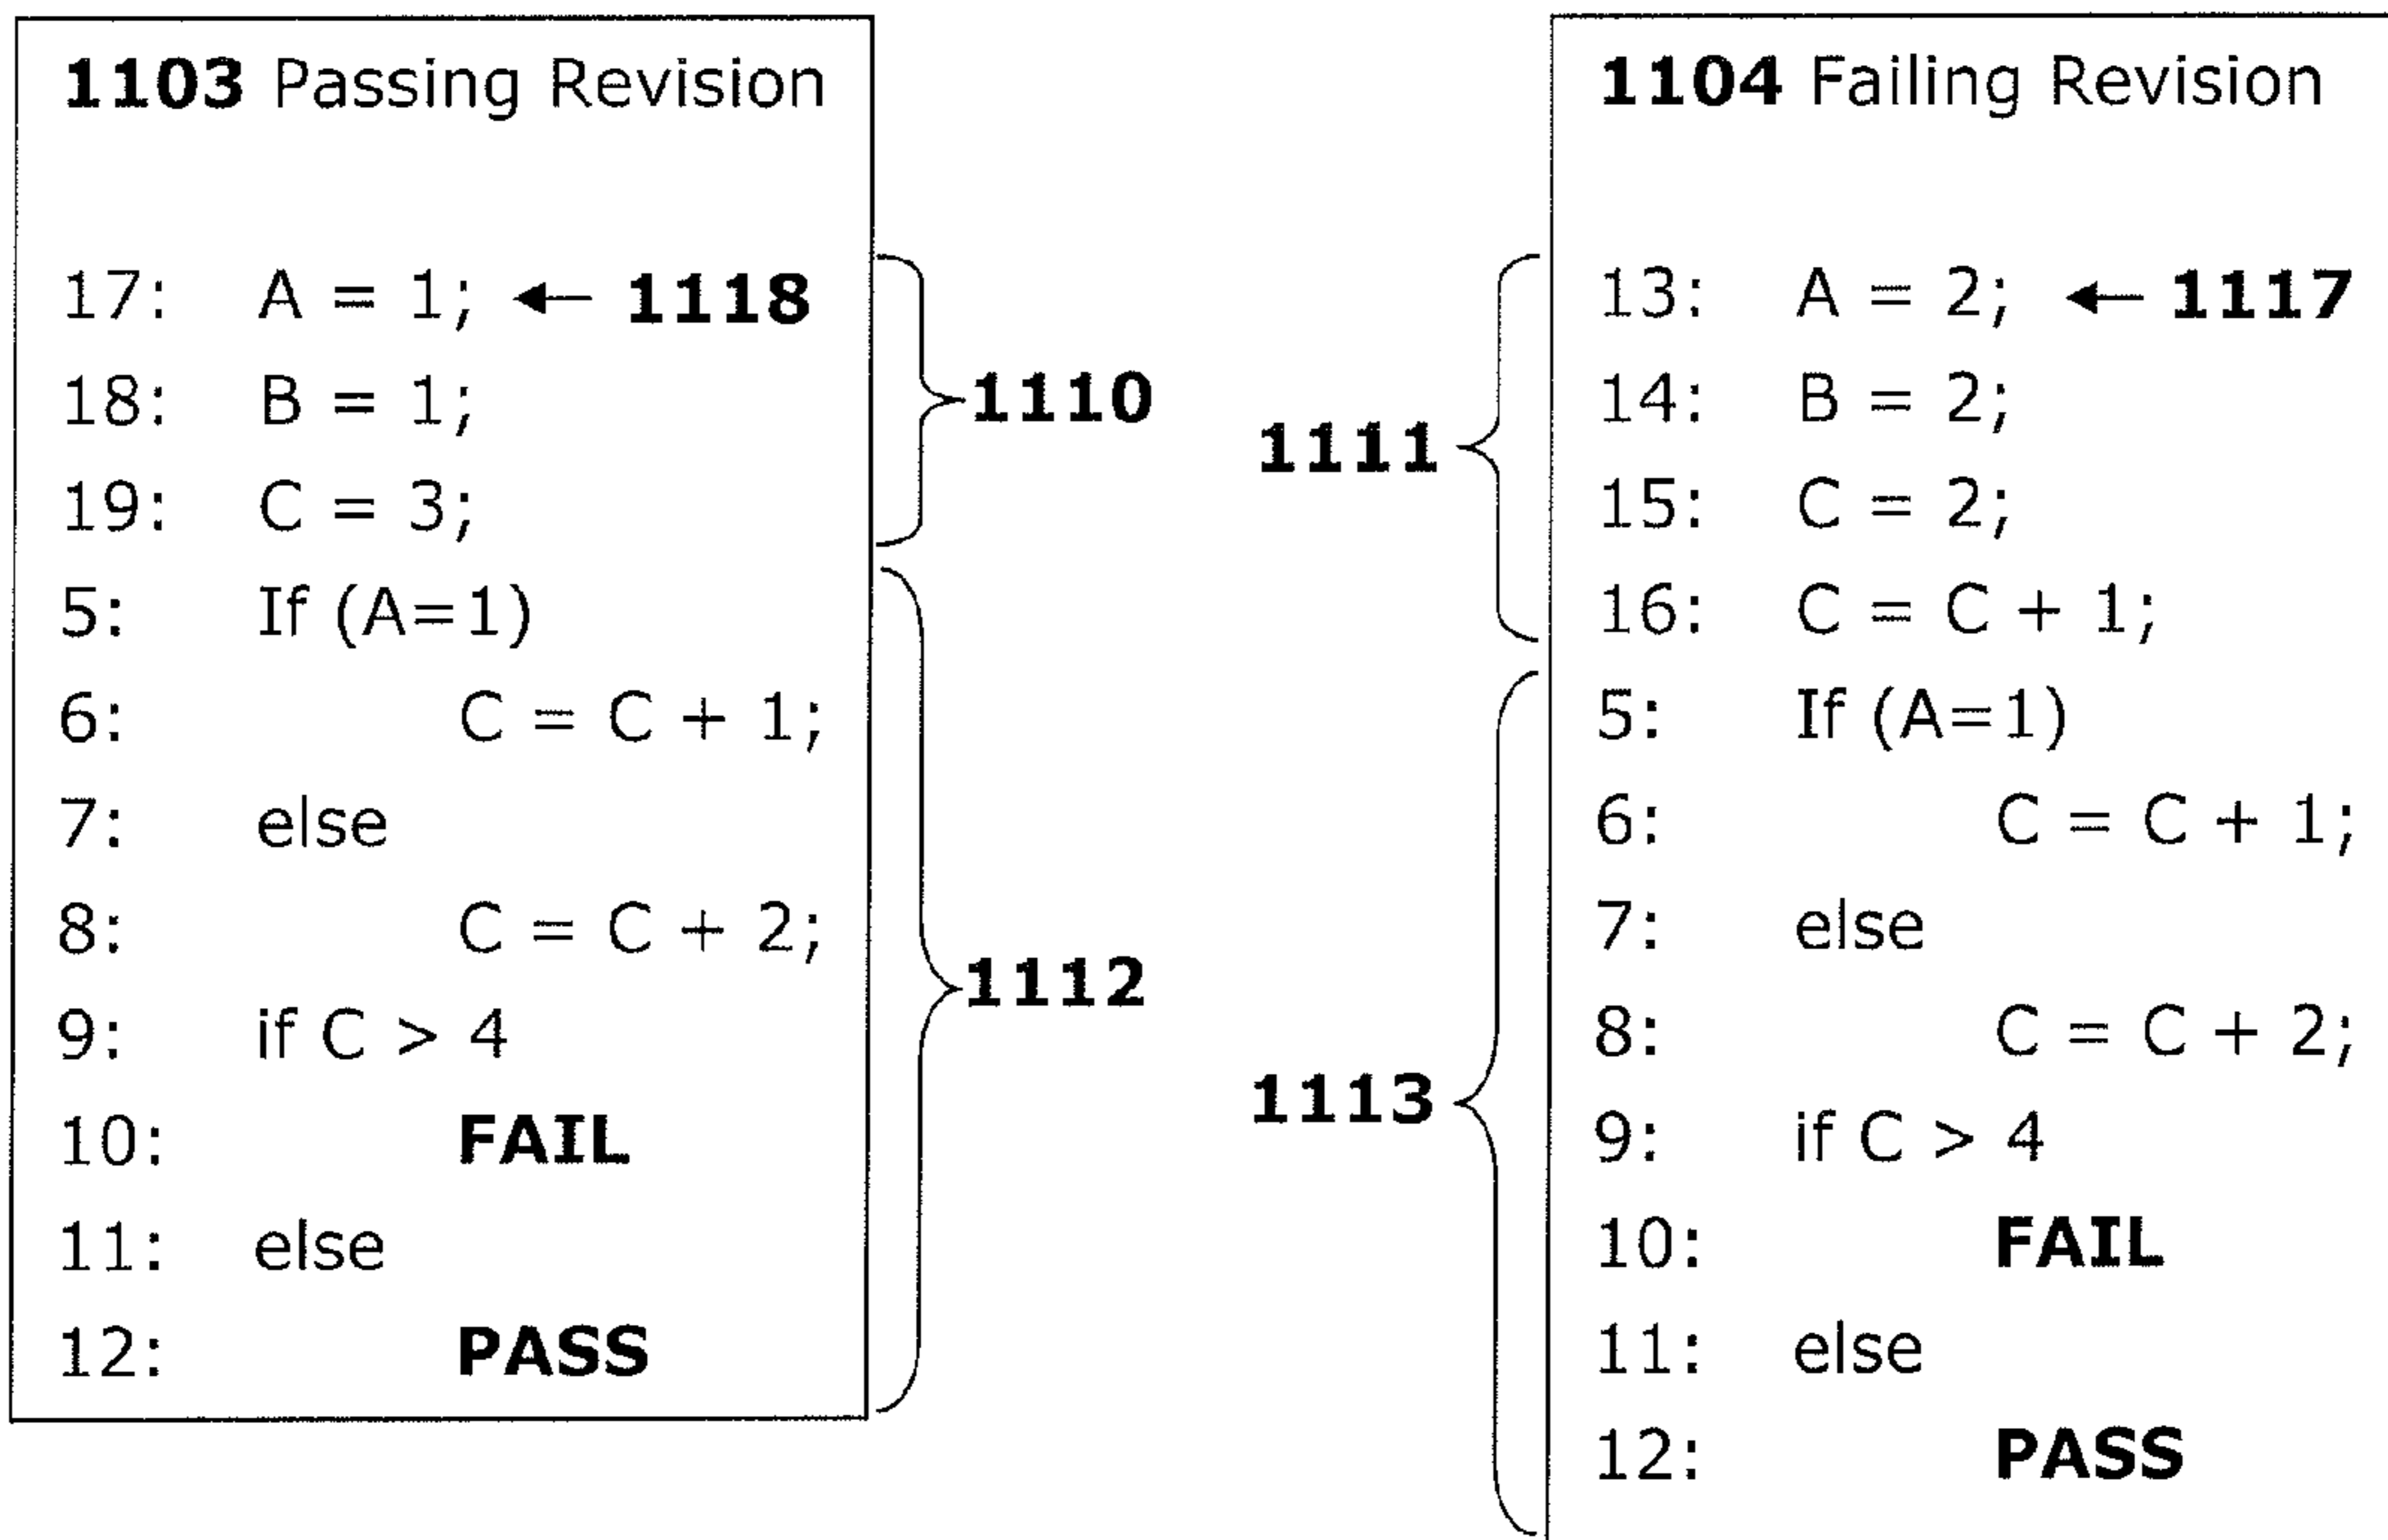 1103 Passing Revision
17: A = 1; ← 1118
18: B = 1;
19: C = 3;
1110
5: If (A=1)
6: C = C + 1;
7: else
8: C = C + 2;
9: if C > 4
1112
10: FAIL
11: else
12: PASS
1104 Failing Revision
13: A = 2; ← 1117
14: B = 2;
1111
15: C = 2;
16: C = C + 1;
5: If (A=1)
6: C = C + 1;
7: else
8: C = C + 2;
9: if C > 4
1113
10: FAIL
11: else
12: PASS